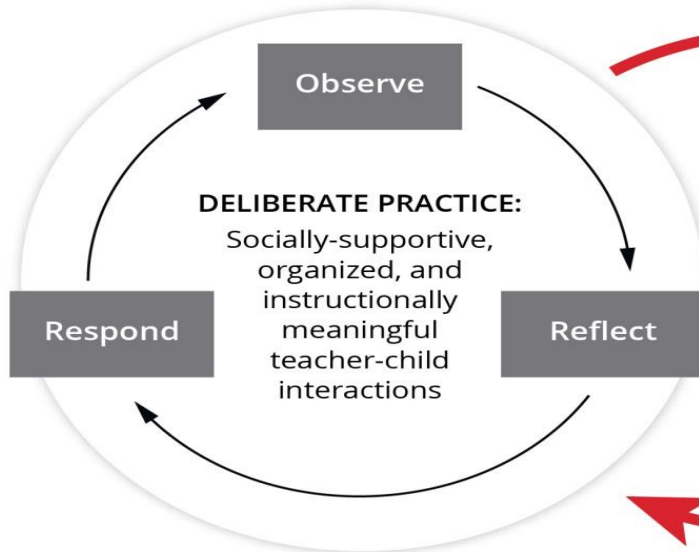 Observe
DELIBERATE PRACTICE:
Socially-supportive,
organized, and
instructionally
meaningful
teacher-child
interactions
Respond
Reflect